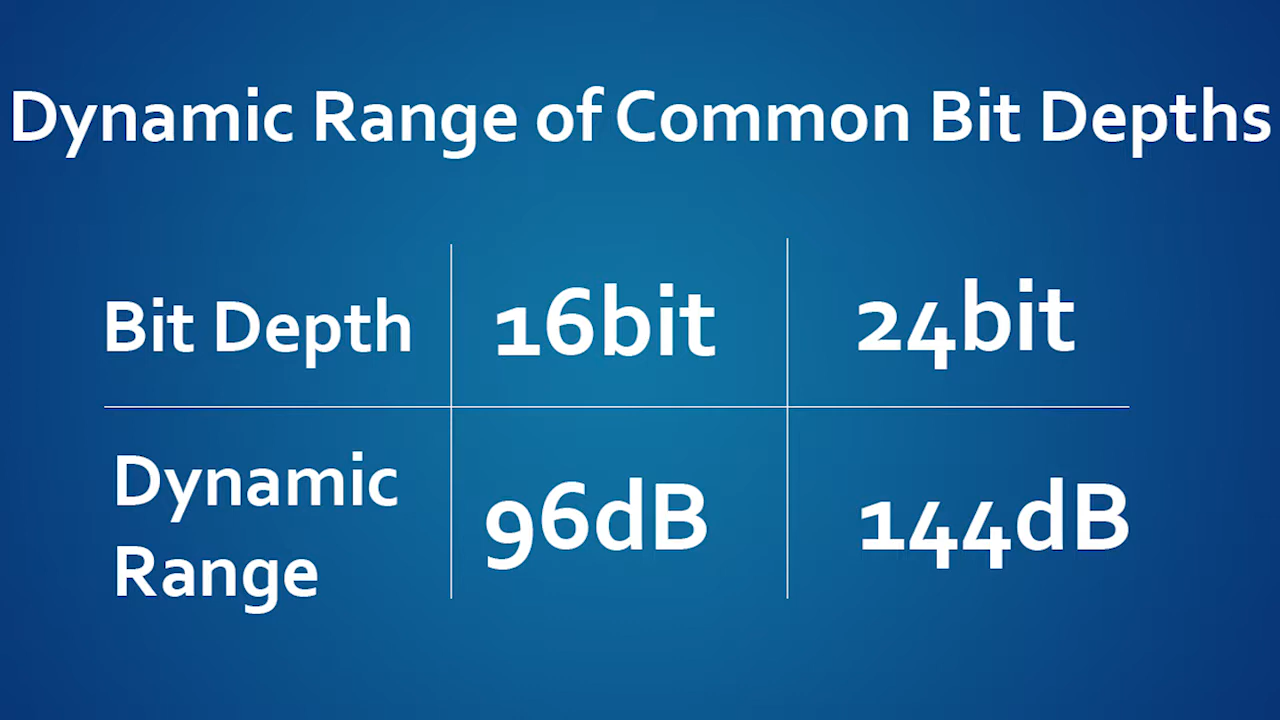 Dynamic Range of Common Bit Depths
Bit Depth 16bit 24bit
Dynamic
Range 96dB 144dB